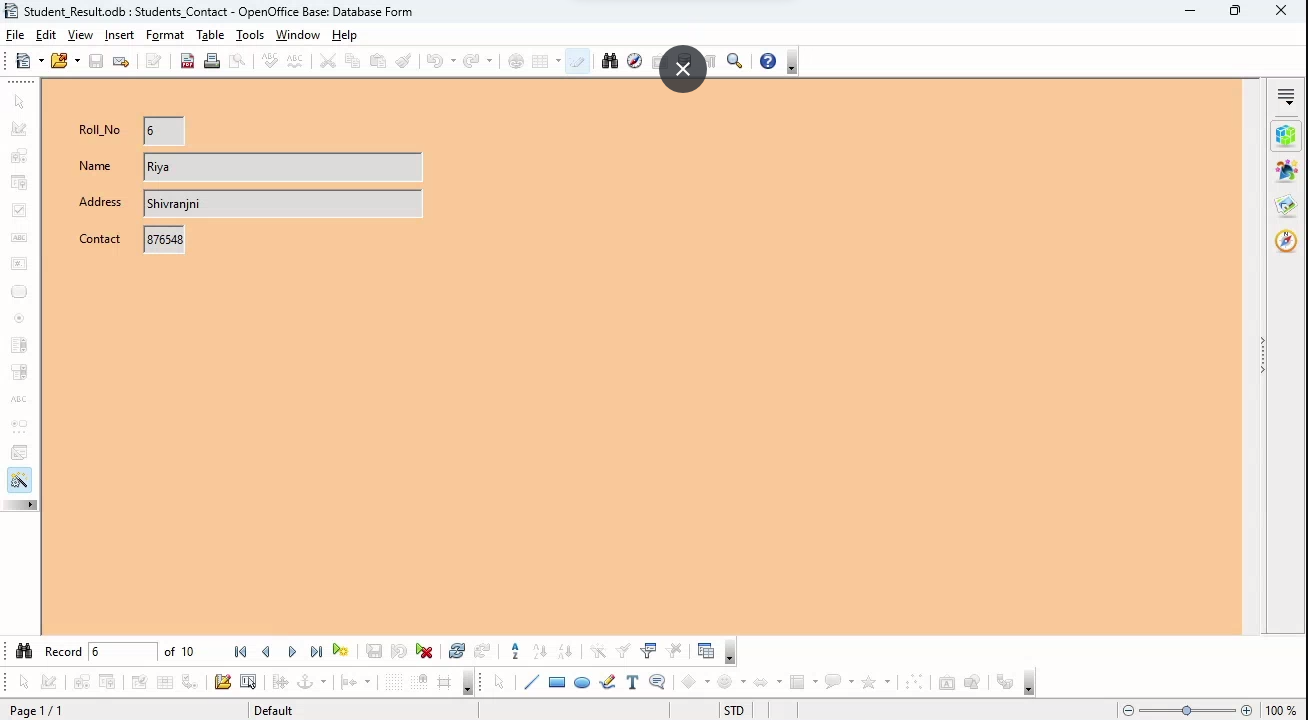 Student_Result.odb : Students_Contact - OpenOffice Base: Database Form
File Edit View Insert Format Table Tools Window Help
Roll_No 6
Name Riya
Address Shivranjni
Contact 876548
Record 6 of 10
Page 1 / 1 Default STD 100 %